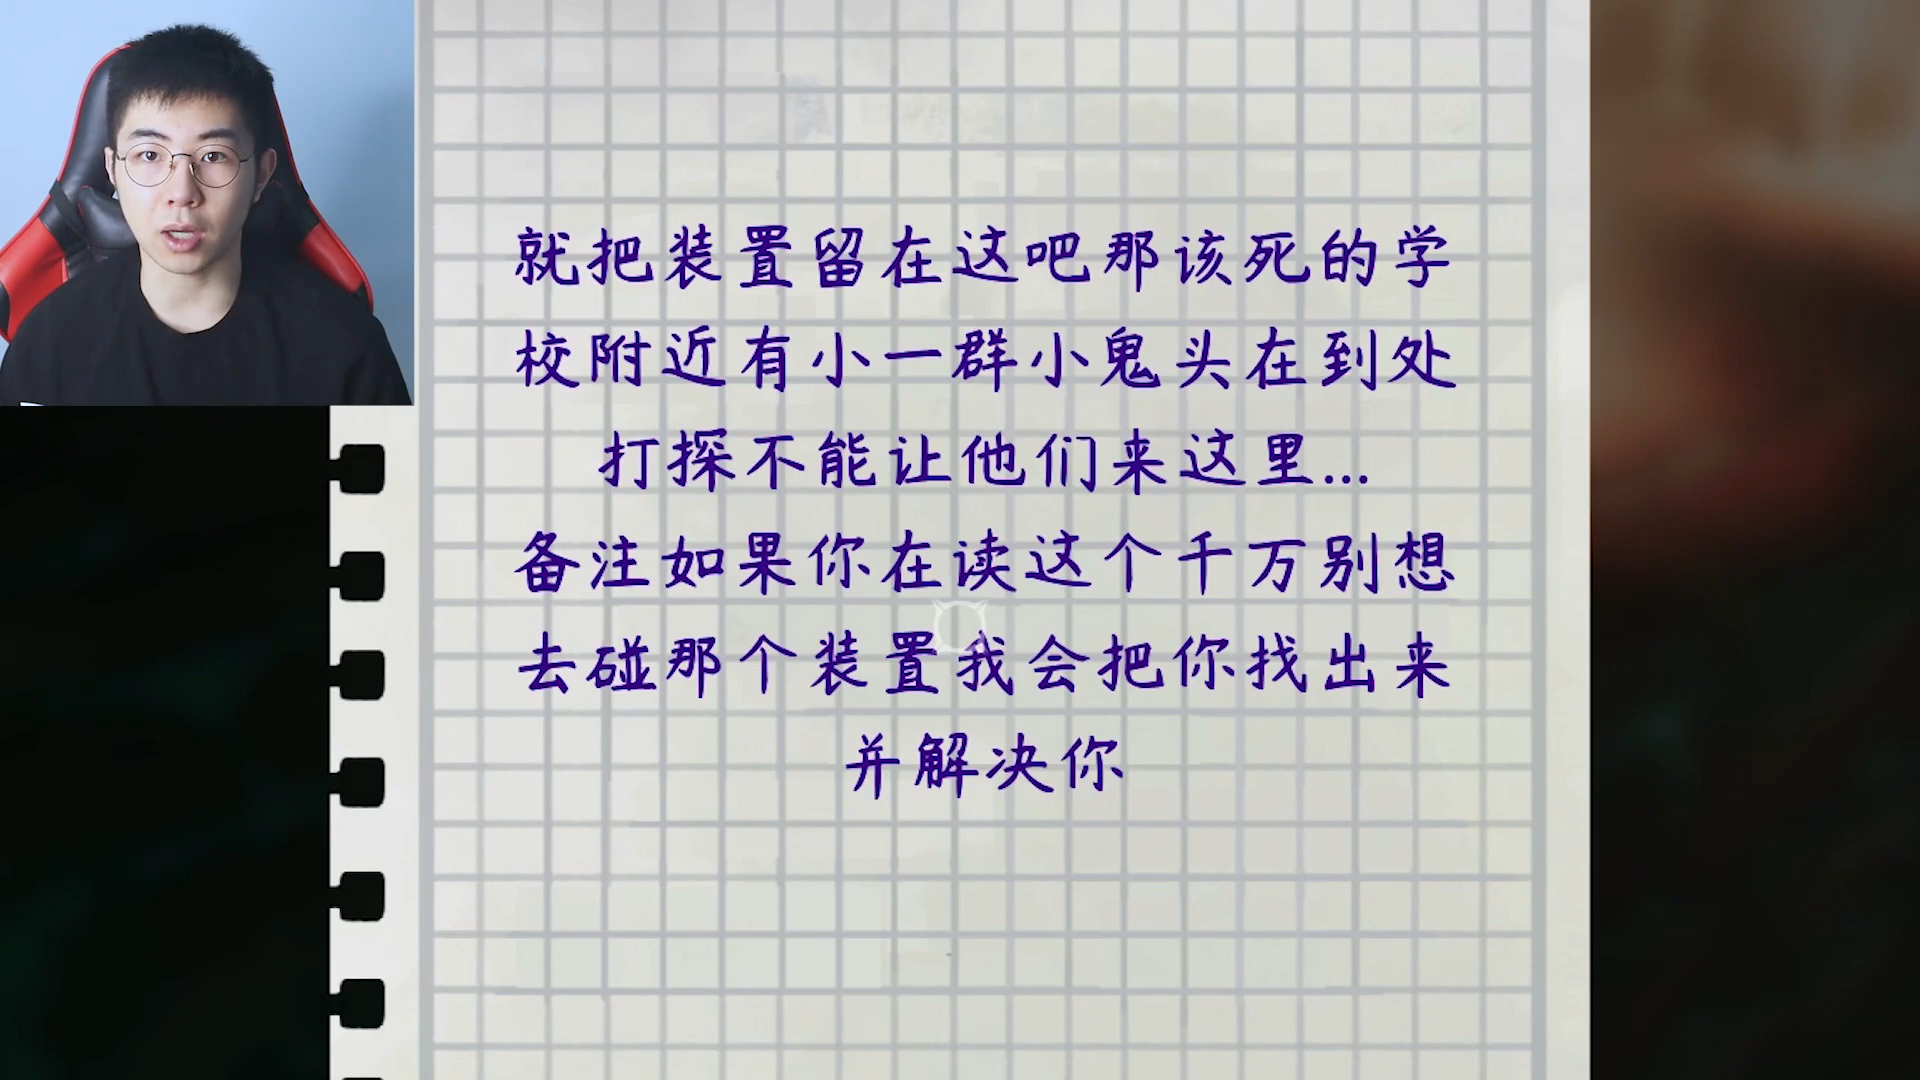 就把装置留在这吧那该死的学
校附近有小一群小鬼头在到处
打探不能让他们来这里...
备注如果你在读这个千万别想
去碰那个装置我会把你找出来
并解决你